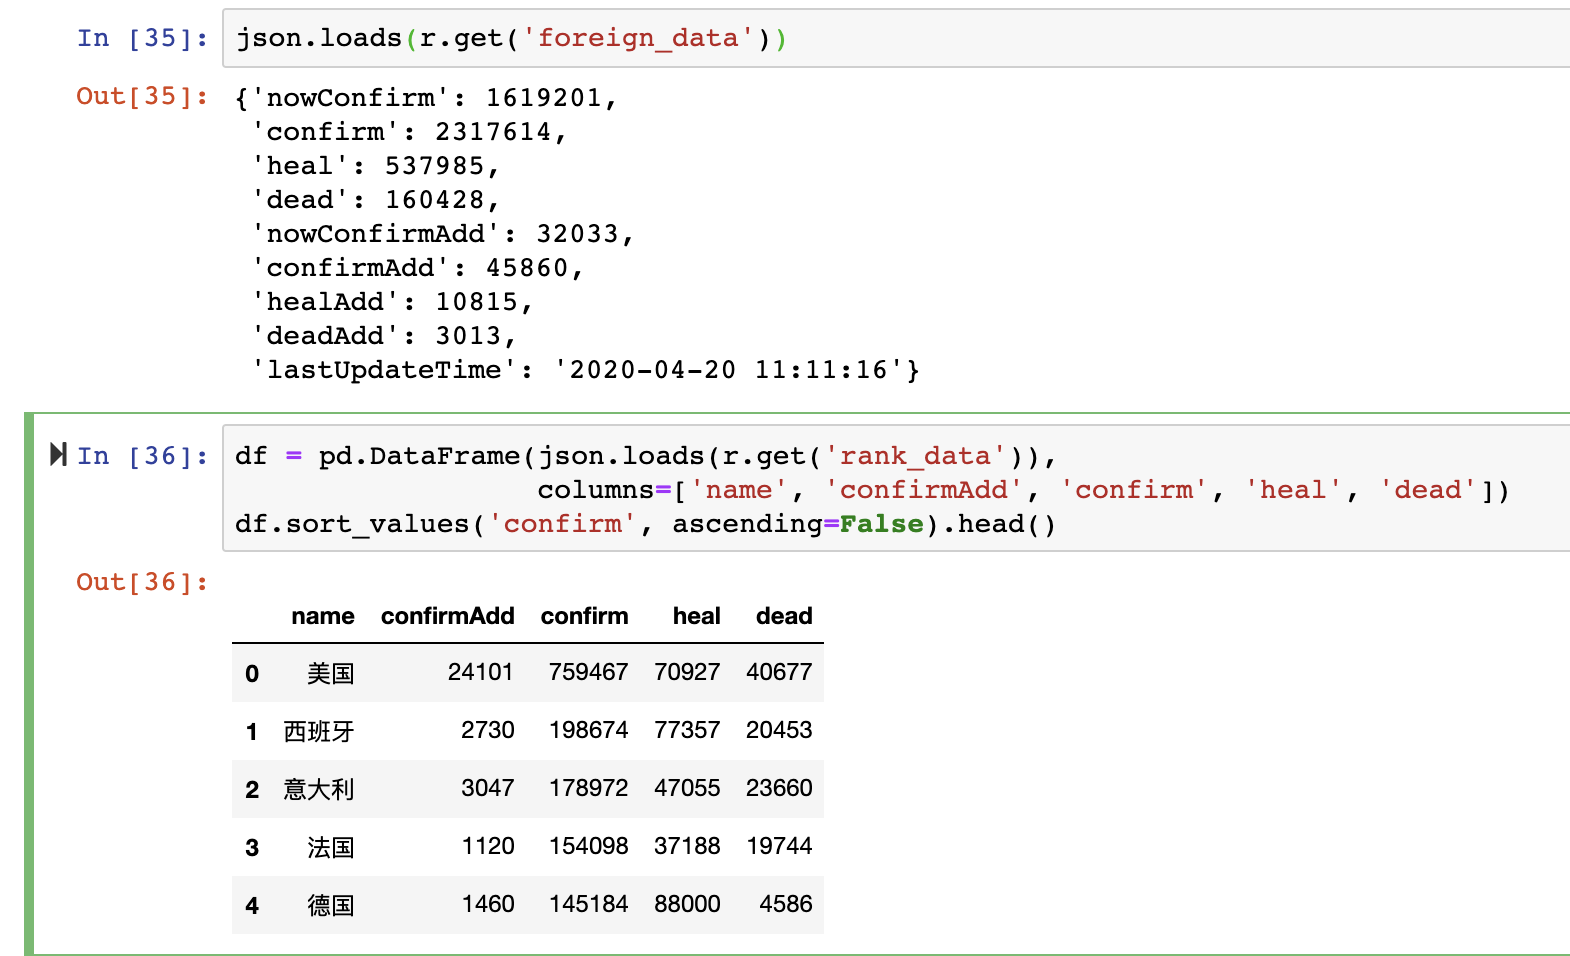 In [35]: json.loads(r.get('foreign_data'))
Out[35]: {'nowConfirm': 1619201,
'confirm': 2317614,
'heal': 537985,
'dead': 160428,
'nowConfirmAdd': 32033,
'confirmAdd': 45860,
'healAdd': 10815,
'deadAdd': 3013,
'lastUpdateTime': '2020-04-20 11:11:16'}
In [36]: df = pd.DataFrame(json.loads(r.get('rank_data')),
columns=['name', 'confirmAdd', 'confirm', 'heal', 'dead'])
df.sort_values('confirm', ascending=False).head()
Out[36]:
name confirmAdd confirm heal dead
0 美国 24101 759467 70927 40677
1 西班牙 2730 198674 77357 20453
2 意大利 3047 178972 47055 23660
3 法国 1120 154098 37188 19744
4 德国 1460 145184 88000 4586